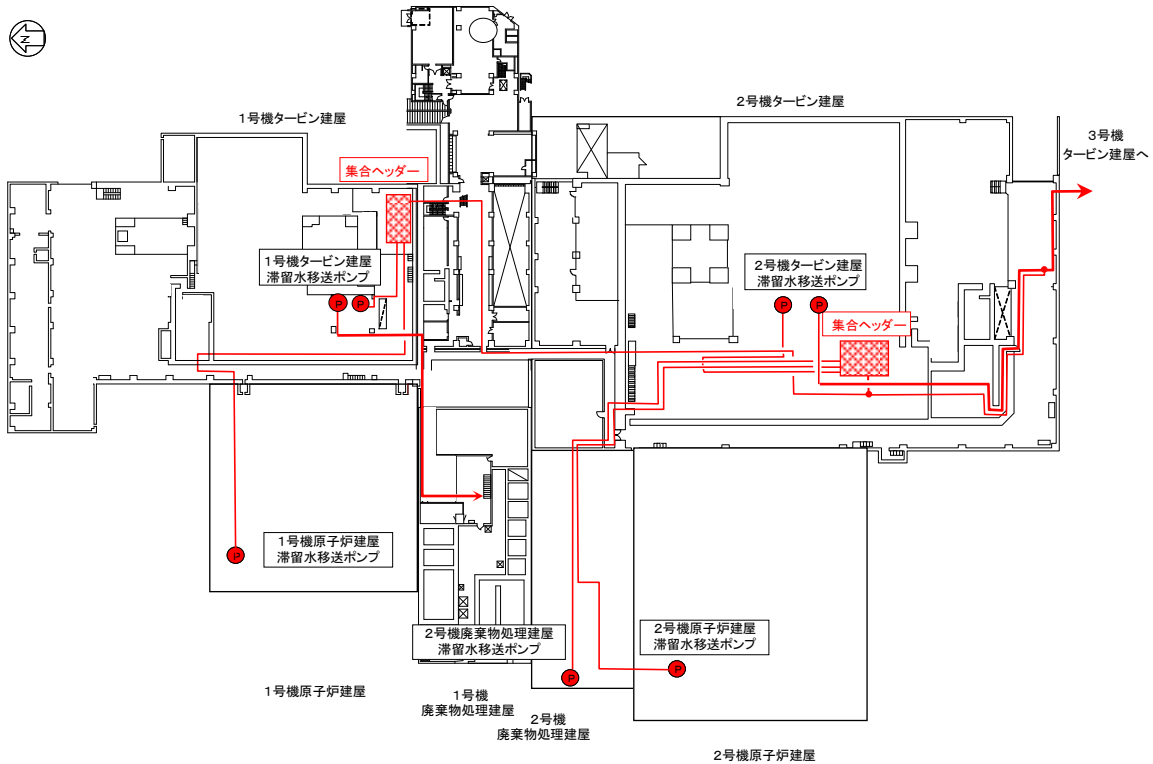 N
1号機タービン建屋
2号機タービン建屋
3号機
タービン建屋へ
集合ヘッダー
1号機タービン建屋
滞留水移送ポンプ
P
P
2号機タービン建屋
滞留水移送ポンプ
P
P
集合ヘッダー
1号機原子炉建屋
滞留水移送ポンプ
P
2号機廃棄物処理建屋
滞留水移送ポンプ
P
2号機原子炉建屋
滞留水移送ポンプ
P
1号機原子炉建屋
1号機
廃棄物処理建屋
2号機
廃棄物処理建屋
2号機原子炉建屋